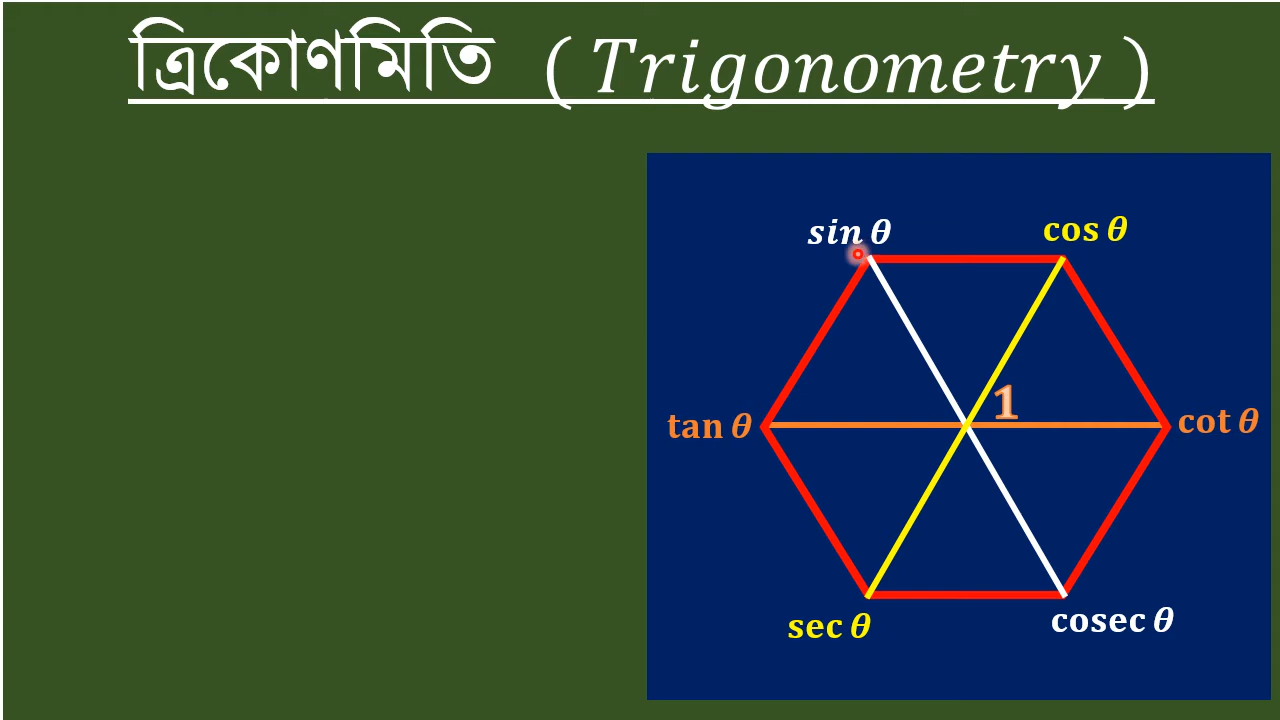 ত্রিকোণমিতি ( Trigonometry )
sin θ
cos θ
1
tan θ
cot θ
sec θ
cosec θ